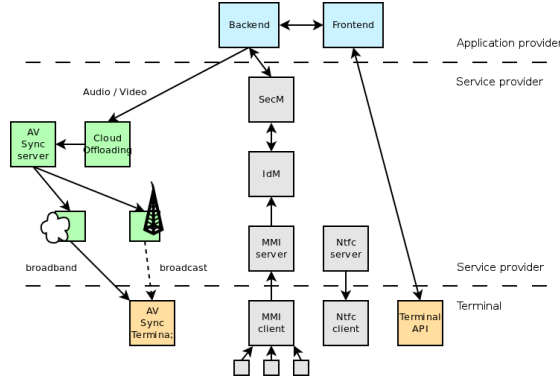 Backend
Frontend
Application provider
Audio / Video
Service provider
SecM
AV
Sync
server
Cloud
Offloading
IdM
MMI
server
Ntfc
server
broadband
broadcast
Service provider
AV
Sync
Termina;
MMI
client
Ntfc
client
Terminal
API
Terminal